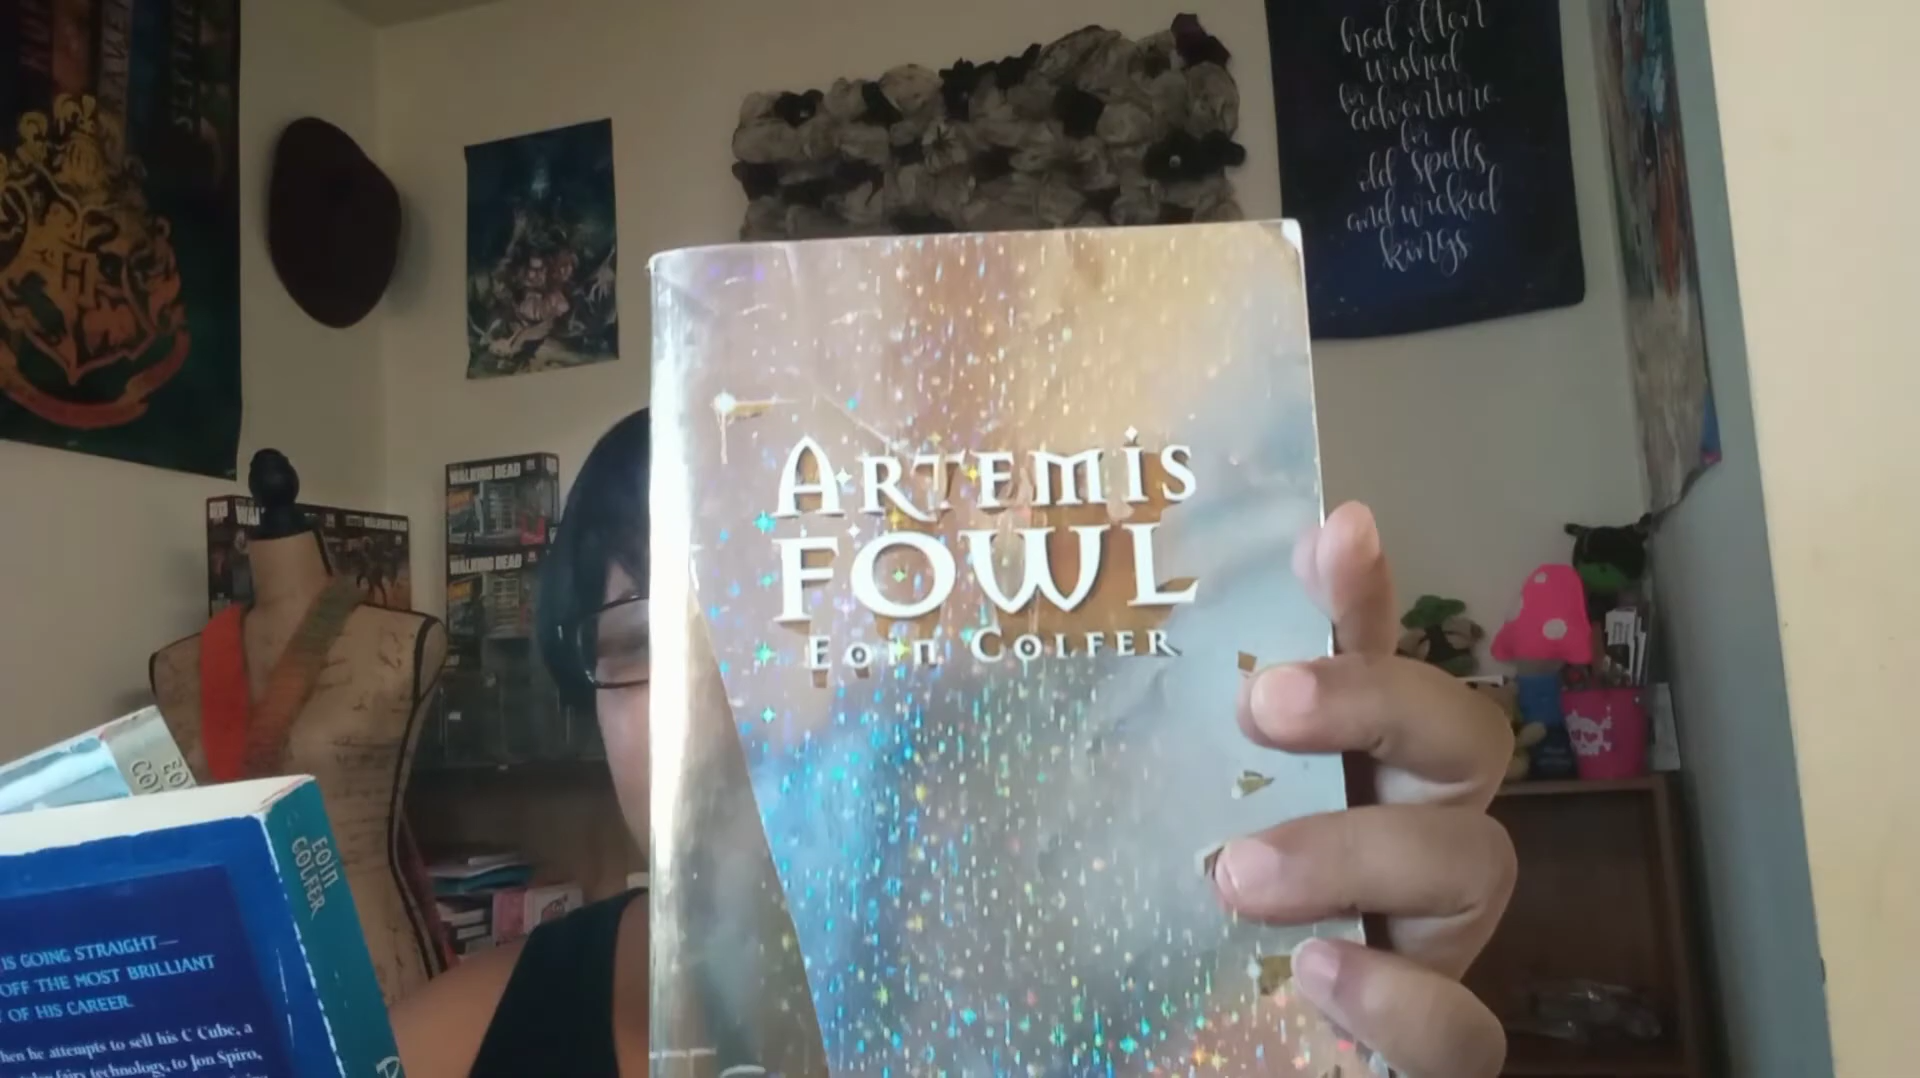 had often
wished
for
adventure
for
old spells
and wicked
kings
WALKING DEAD
WALKING DEAD
ARTEMIS
FOWL
EOIN COLFER
EOIN
COLFER
IS GOING STRAIGHT—
OFF THE MOST BRILLIANT
OF HIS CAREER.
hen he attempts to sell his C Cube, a
fairy technology, to Jon Spiro,